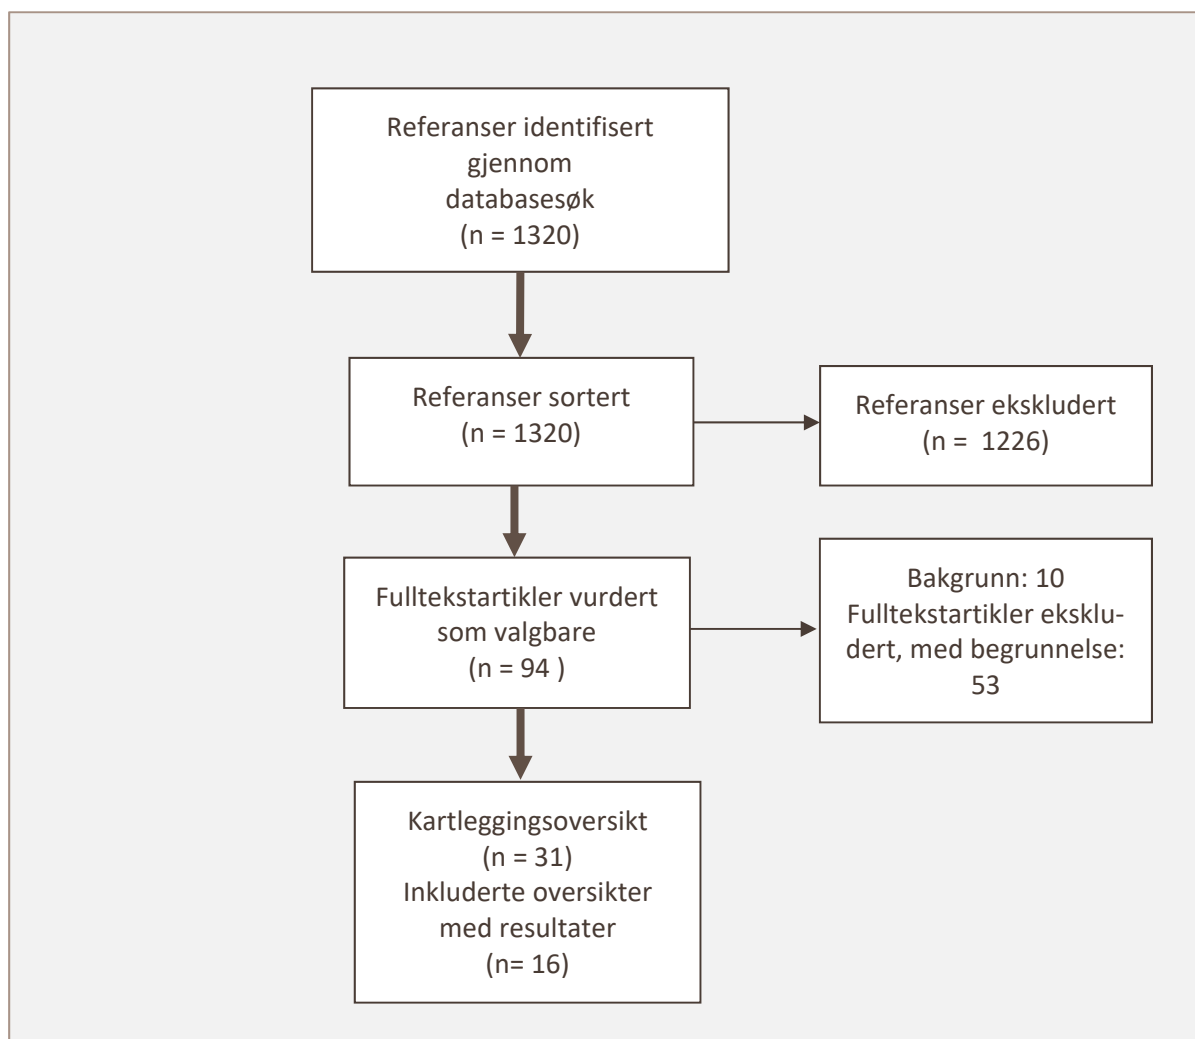 Referanser identifisert
gjennom
databasesøk
(n = 1320)
Referanser sortert
(n = 1320)
Referanser ekskludert
(n =  1226)
Fulltekstartikler vurdert
som valgbare
(n = 94 )
Bakgrunn: 10
Fulltekstartikler eksklu-
dert, med begrunnelse:
53
Kartleggingsoversikt
(n = 31)
Inkluderte oversikter
med resultater
(n= 16)